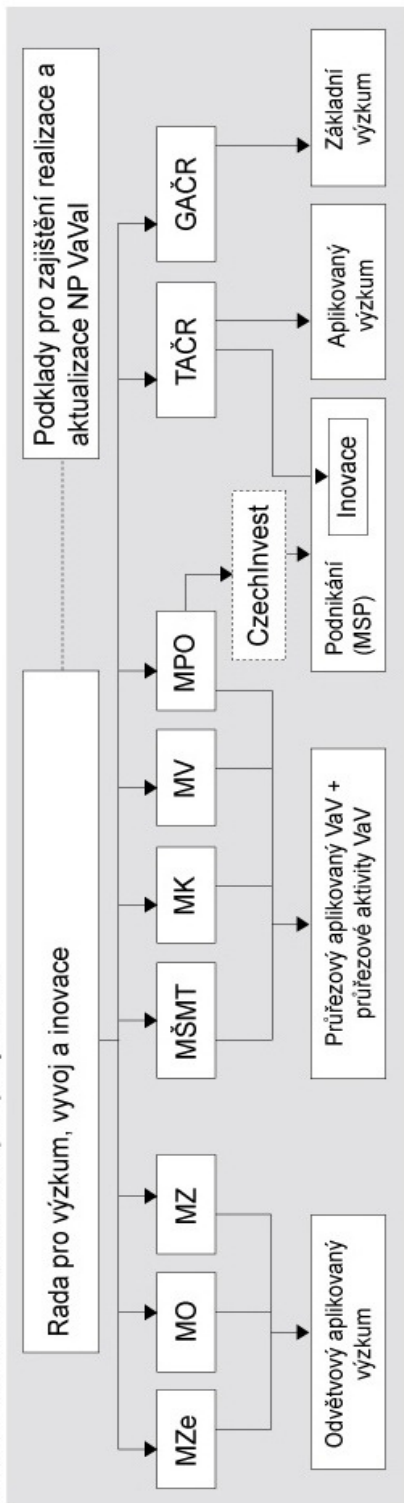 Rada pro výzkum, vyvoj a inovace
Podklady pro zajištění realizace a
aktualizace NP VaVaI
MZe
MO
MZ
MŠMT
MK
MV
MPO
TAČR
GAČR
CzechInvest
Odvětvový aplikovaný
výzkum
Průřezový aplikovaný VaV +
průřezové aktivity VaV
Podnikání
(MSP)
Inovace
Aplikovaný
výzkum
Základní
výzkum